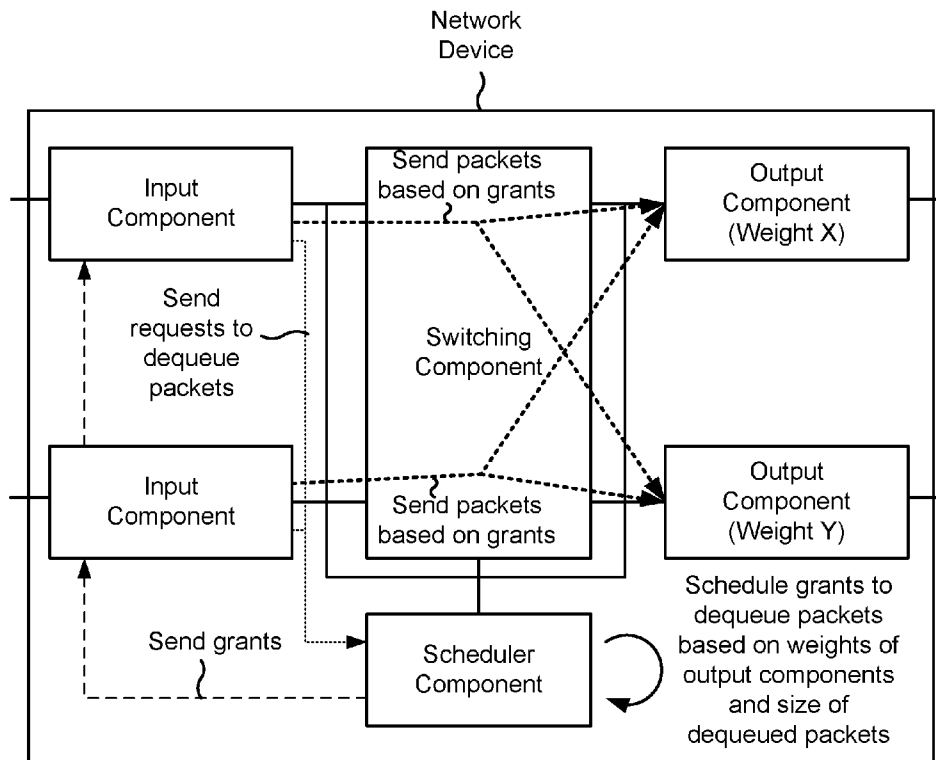 Network
Device
Input
Component
Send packets
based on grants
Output
Component
(Weight X)
Send
requests to
dequeue
packets
Switching
Component
Input
Component
Send packets
based on grants
Output
Component
(Weight Y)
Send grants
Scheduler
Component
Schedule grants to
dequeue packets
based on weights of
output components
and size of
dequeued packets